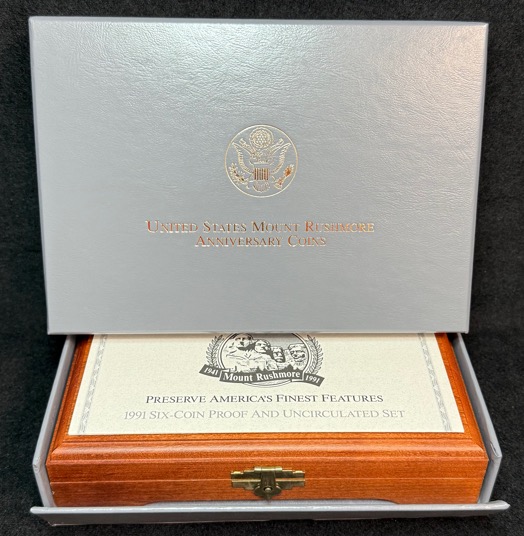 United States Mount Rushmore
Anniversary Coins
1941 Mount Rushmore 1991
Preserve America's Finest Features
1991 Six-Coin Proof And Uncirculated Set